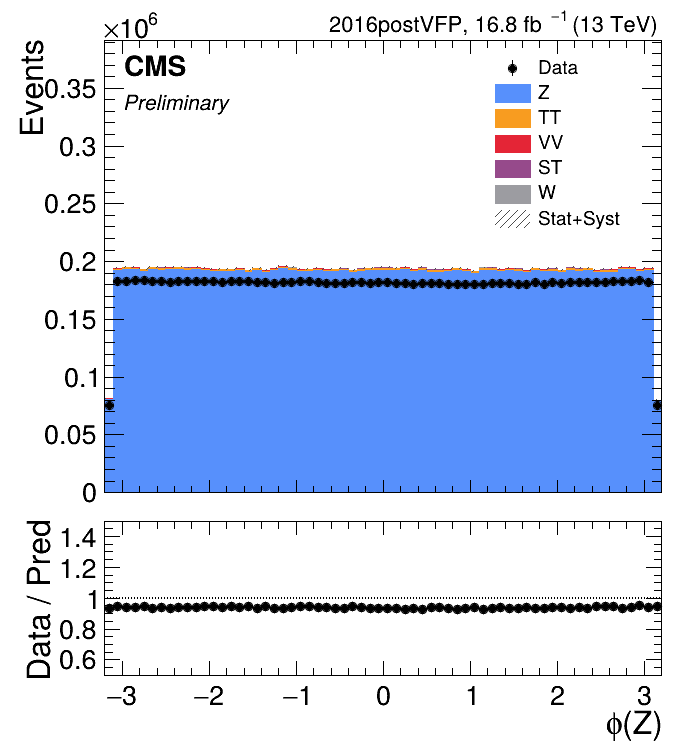 ×10⁶
2016postVFP, 16.8 fb⁻¹ (13 TeV)
Events
CMS
Preliminary
Data
Z
TT
VV
ST
W
Stat+Syst
0.35
0.3
0.25
0.2
0.15
0.1
0.05
0
Data / Pred
1.4
1.2
1
0.8
0.6
−3 −2 −1 0 1 2 3
ϕ(Z)